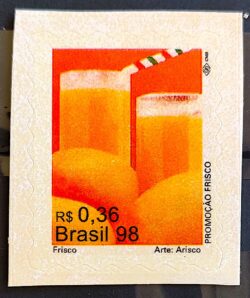 R$ 0,36
Brasil 98
Frisco
Arte: Arisco
PROMOÇÃO FRISCO